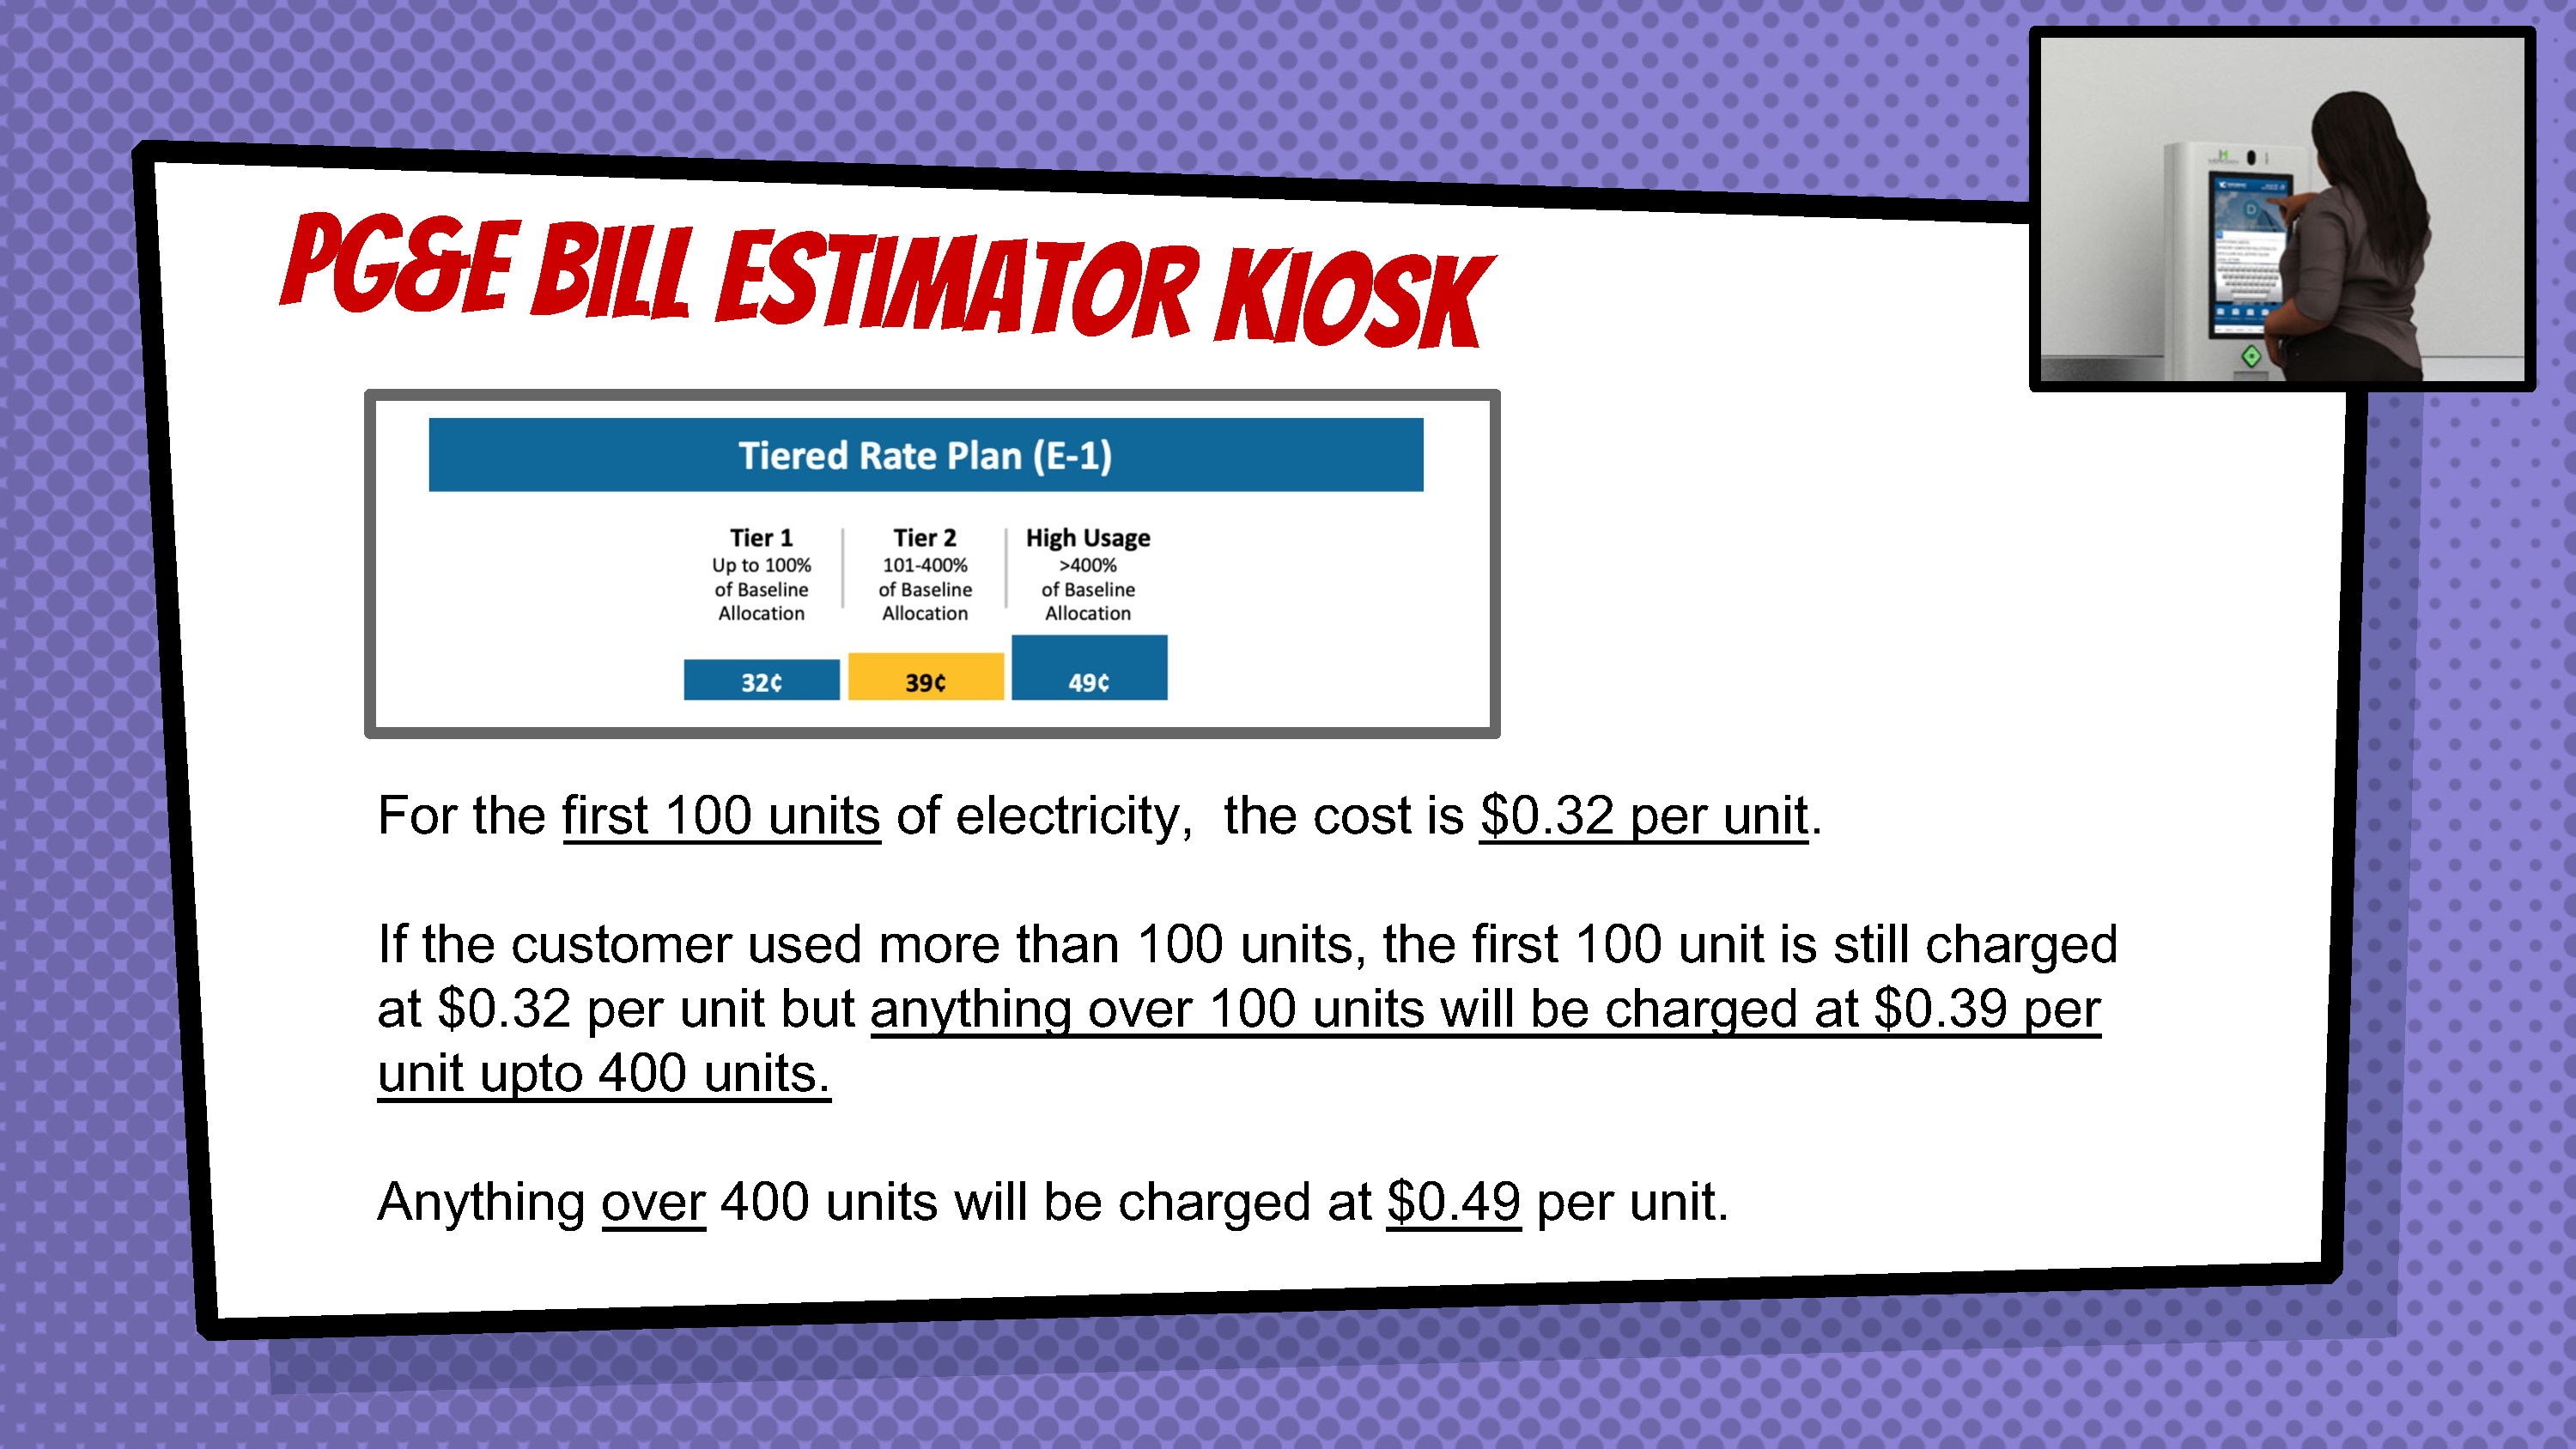 PG&E BILL ESTIMATOR KIOSK
Tiered Rate Plan (E-1)
Tier 1 Tier 2 High Usage
Up to 100% 101-400% >400%
of Baseline of Baseline of Baseline
Allocation Allocation Allocation
32¢ 39¢ 49¢
For the first 100 units of electricity, the cost is $0.32 per unit.
If the customer used more than 100 units, the first 100 unit is still charged
at $0.32 per unit but anything over 100 units will be charged at $0.39 per
unit upto 400 units.
Anything over 400 units will be charged at $0.49 per unit.